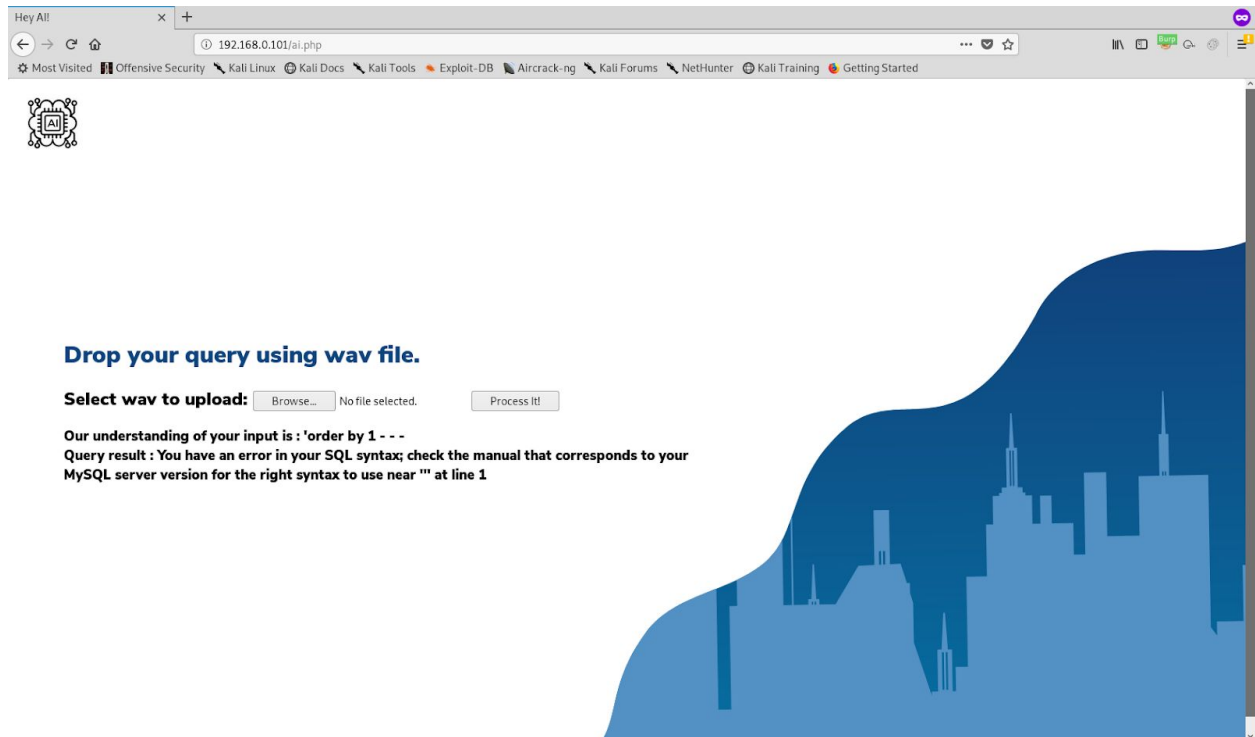 Hey AI!
192.168.0.101/ai.php
Burp
1
Most Visited Offensive Security Kali Linux Kali Docs Kali Tools Exploit-DB Aircrack-ng Kali Forums NetHunter Kali Training Getting Started
AI
Drop your query using wav file.
Select wav to upload: Browse... No file selected. Process It!
Our understanding of your input is : 'order by 1 - - -
Query result : You have an error in your SQL syntax; check the manual that corresponds to your
MySQL server version for the right syntax to use near ''' at line 1